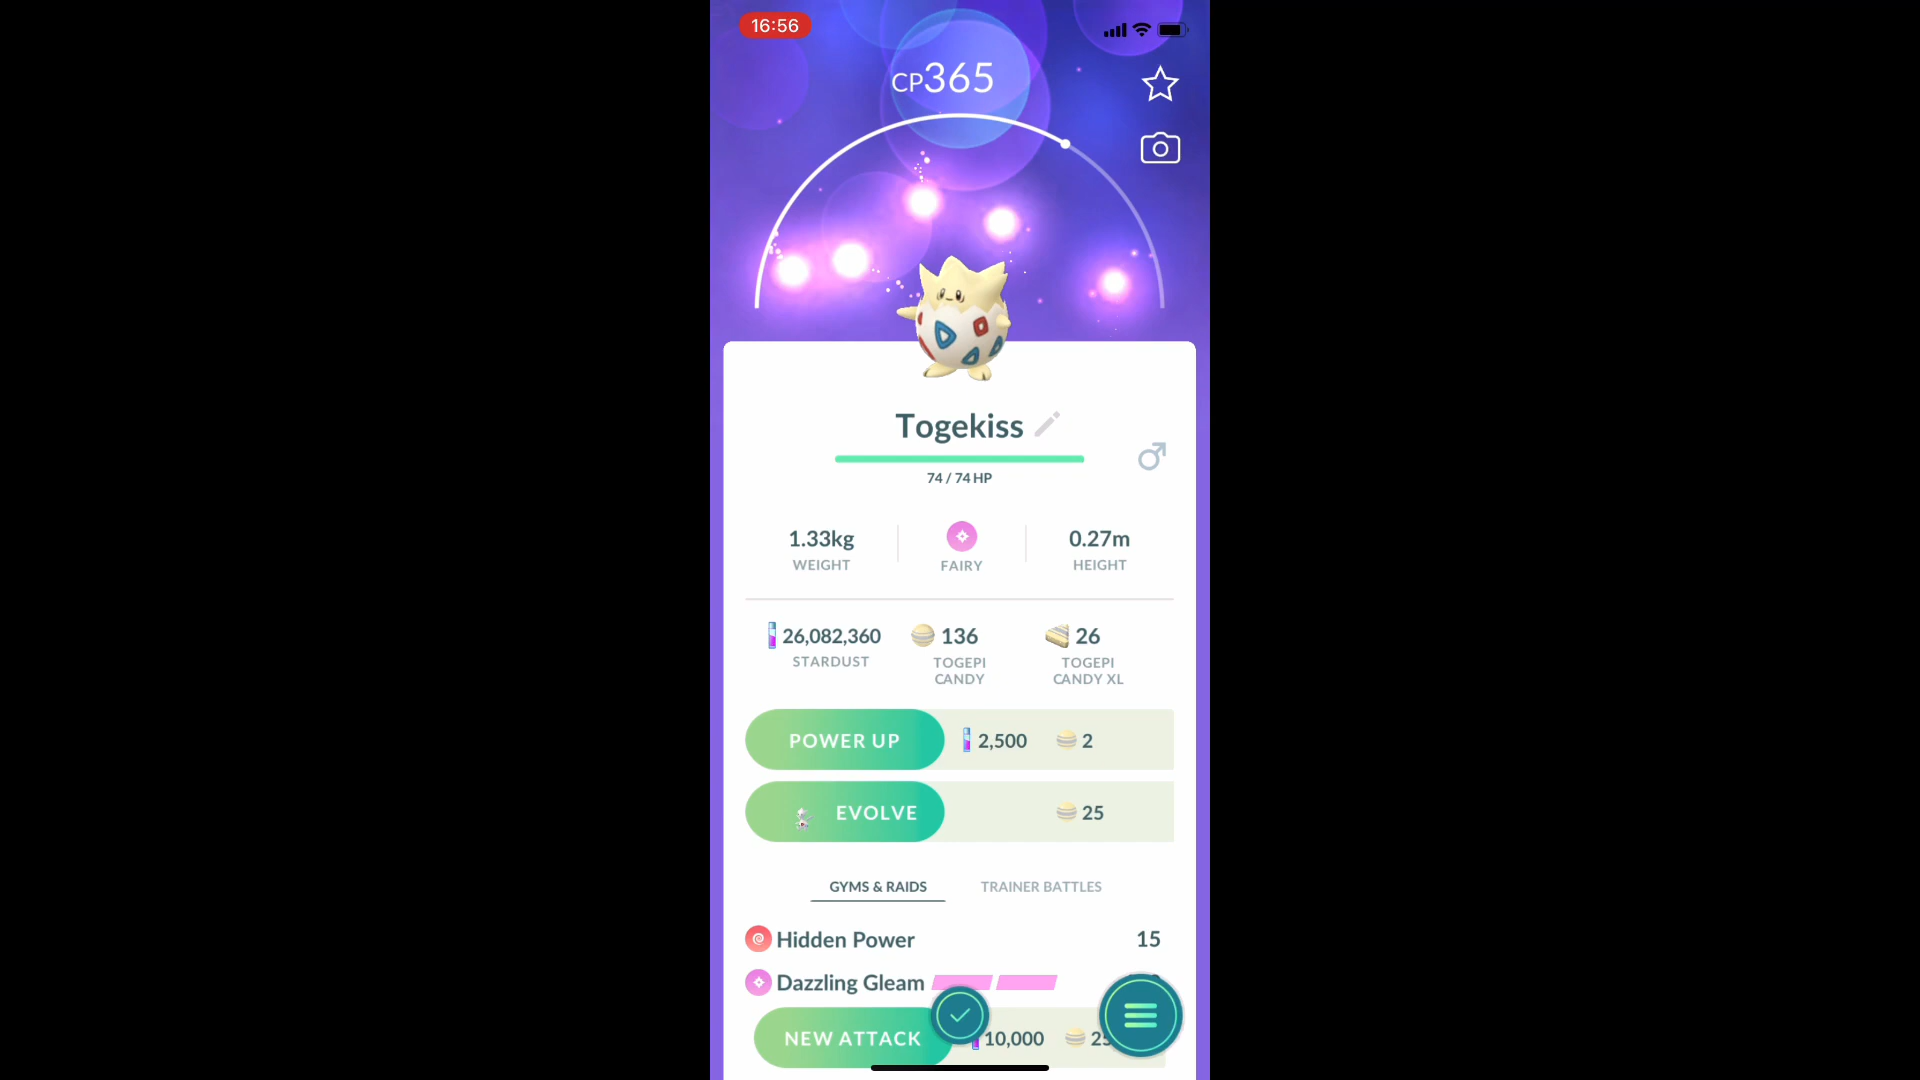 16:56
CP365
Togekiss
74 / 74 HP
1.33kg
WEIGHT
FAIRY
0.27m
HEIGHT
26,082,360
STARDUST
136
TOGEPI
CANDY
26
TOGEPI
CANDY XL
POWER UP
2,500
2
EVOLVE
25
GYMS & RAIDS
TRAINER BATTLES
Hidden Power
15
Dazzling Gleam
NEW ATTACK
10,000